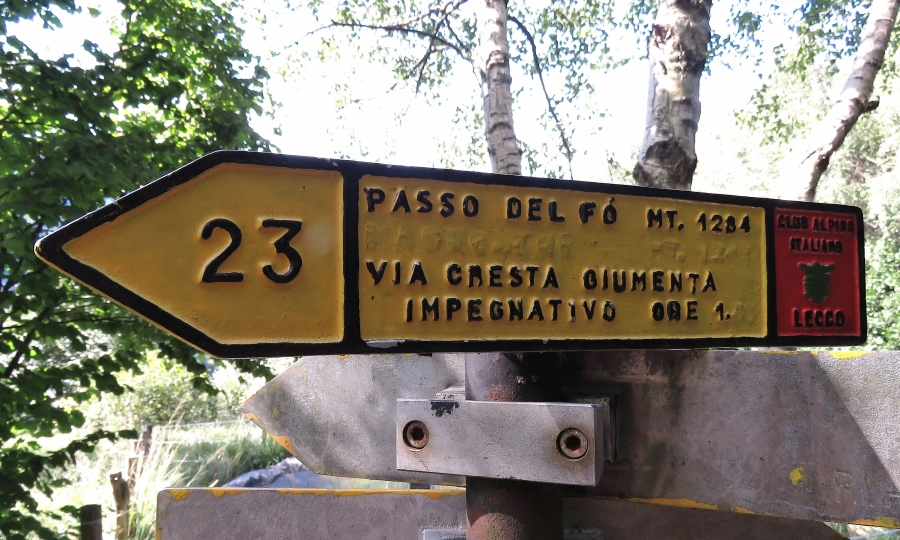 23
PASSO DEL FÓ MT. 1284
VIA CRESTA GIUMENTA
IMPEGNATIVO ORE 1.
CLUB ALPINO
ITALIANO
LECCO